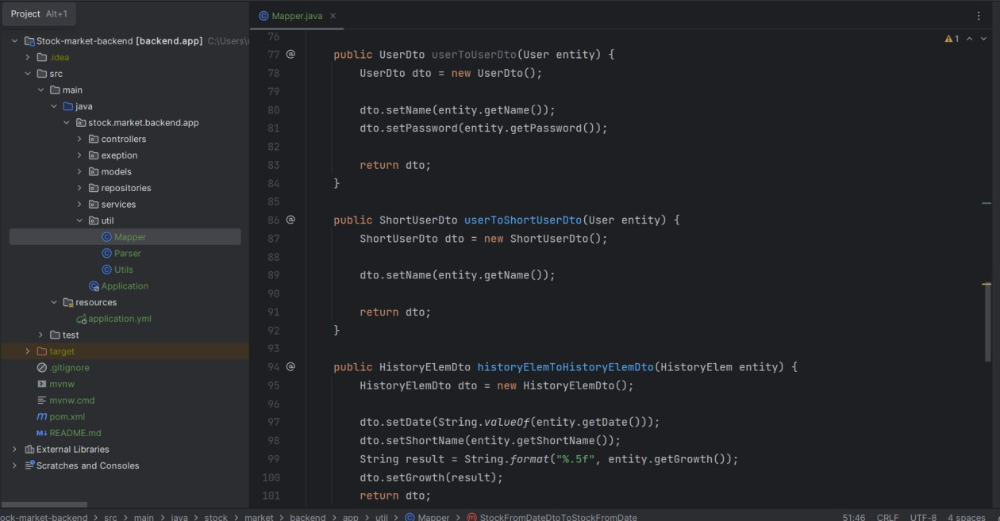 Project Alt+1
Mapper.java
Stock-market-backend [backend.app] C:\Users\
.idea
src
main
java
stock.market.backend.app
controllers
exeption
models
repositories
services
util
Mapper
Parser
Utils
Application
resources
application.yml
test
target
.gitignore
mvnw
mvnw.cmd
pom.xml
README.md
External Libraries
Scratches and Consoles
1
76
77 @ public UserDto userToUserDto(User entity) {
78 UserDto dto = new UserDto();
79
80 dto.setName(entity.getName());
81 dto.setPassword(entity.getPassword());
82
83 return dto;
84 }
85
86 @ public ShortUserDto userToShortUserDto(User entity) {
87 ShortUserDto dto = new ShortUserDto();
88
89 dto.setName(entity.getName());
90
91 return dto;
92 }
93
94 @ public HistoryElemDto historyElemToHistoryElemDto(HistoryElem entity) {
95 HistoryElemDto dto = new HistoryElemDto();
96
97 dto.setDate(String.valueOf(entity.getDate()));
98 dto.setShortName(entity.getShortName());
99 String result = String.format("%.5f", entity.getGrowth());
100 dto.setGrowth(result);
101 return dto;
ock-market-backend > src > main > java > stock > market > backend > app > util > Mapper > StockFromDateDtoToStockFromDate 51:46 CRLF UTF-8 4 spaces